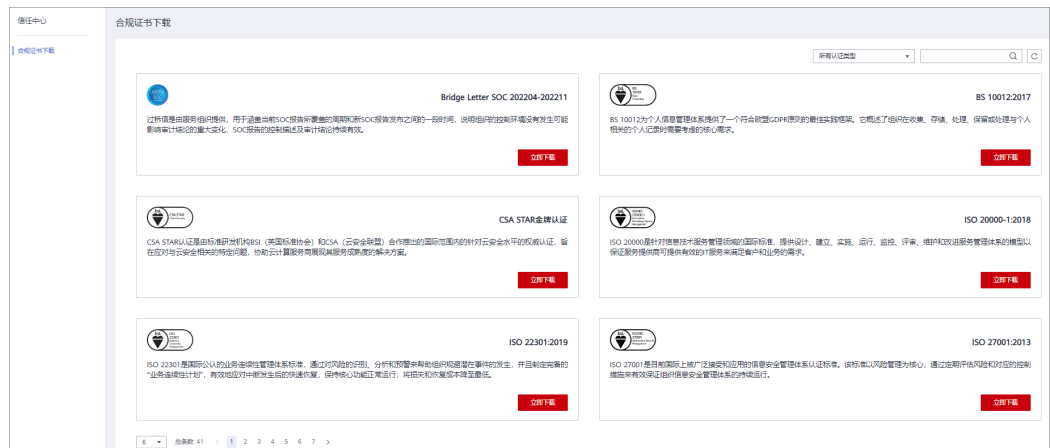 信任中心
合规证书下载
合规证书下载
所有认证类型
Bridge Letter SOC 202204-202211
过桥信是由服务组织提供，用于涵盖当前SOC报告所覆盖的周期和新SOC报告发布之间的一段时间，说明组织的控制环境没有发生可能
影响审计结论的重大变化，SOC报告的控制描述及审计结论持续有效。
立即下载
BS 10012:2017
BS 10012为个人信息管理体系提供了一个符合欧盟GDPR原则的最佳实践框架。它概述了组织在收集、存储、处理、保留或处理与个人
相关的个人记录时需要考虑的核心需求。
立即下载
CSA STAR金牌认证
CSA STAR认证是由标准研发机构BSI（英国标准协会）和CSA（云安全联盟）合作推出的国际范围内的针对云安全水平的权威认证，旨
在应对与云安全相关的特定问题，协助云计算服务商展现其服务成熟度的解决方案。
立即下载
ISO 20000-1:2018
ISO 20000是针对信息技术服务管理领域的国际标准，提供设计、建立、实施、运行、监控、评审、维护和改进服务管理体系的模型以
保证服务提供商可提供有效的IT服务来满足客户和业务的需求。
立即下载
ISO 22301:2019
ISO 22301是国际公认的业务连续性管理体系标准，通过对风险的识别、分析和预警来帮助组织规避潜在事件的发生，并且制定完备的
“业务连续性计划”，有效地应对中断发生后的快速恢复，保持核心功能正常运行，将损失和恢复成本降至最低。
立即下载
ISO 27001:2013
ISO 27001是目前国际上被广泛接受和应用的信息安全管理体系认证标准。该标准以风险管理为核心，通过定期评估风险和对应的控制
措施来有效保证组织信息安全管理体系的持续运行。
立即下载
6 总条数: 41 < 1 2 3 4 5 6 7 >